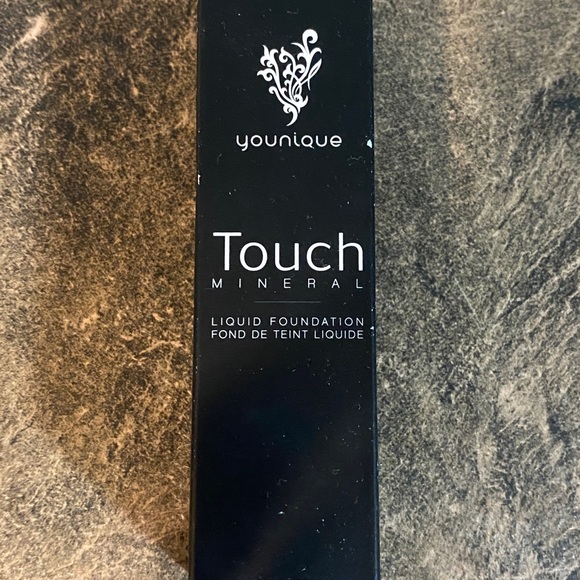 younique
Touch
MINERAL
LIQUID FOUNDATION
FOND DE TEINT LIQUIDE